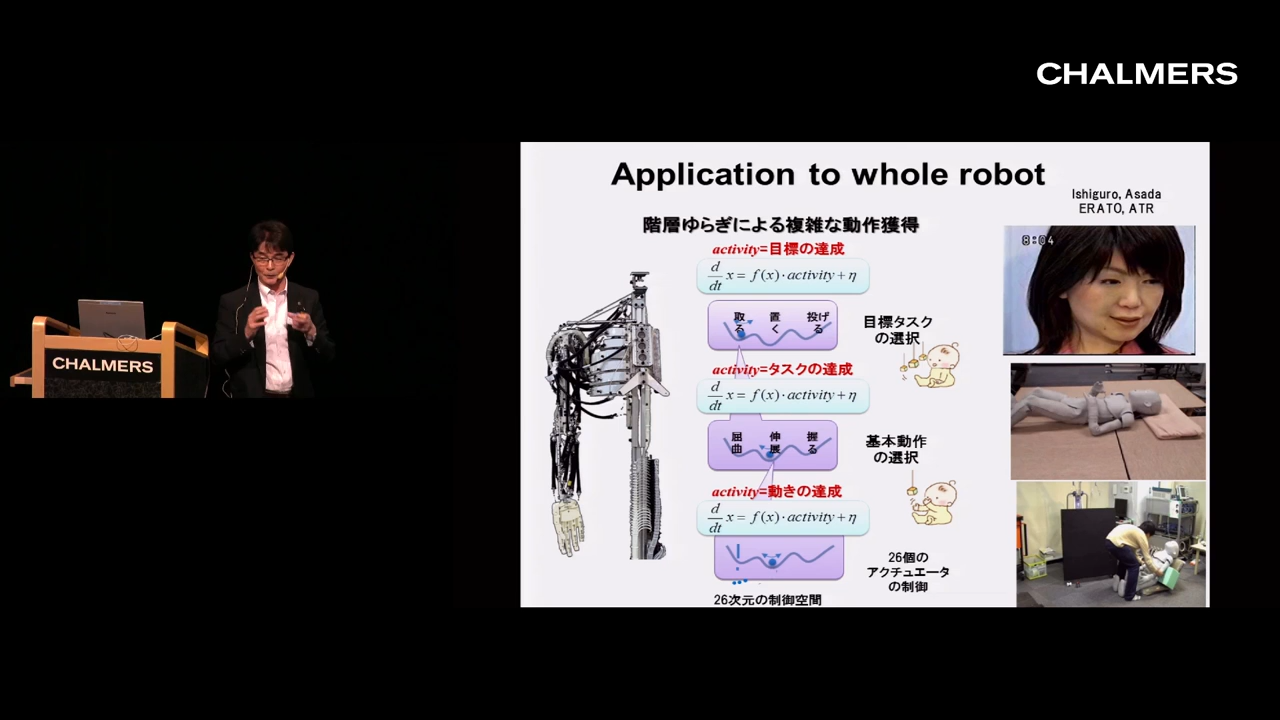 CHALMERS
CHALMERS
Application to whole robot
Ishiguro, Asada
ERATO, ATR
階層ゆらぎによる複雑な動作獲得
activity=目標の達成
d/dt x = f(x)·activity+η
取る 置く 投げる
目標タスク
の選択
activity=タスクの達成
d/dt x = f(x)·activity+η
屈曲 伸展 握る
基本動作
の選択
activity=動きの達成
d/dt x = f(x)·activity+η
26個の
アクチュエータ
の制御
26次元の制御空間
8:04